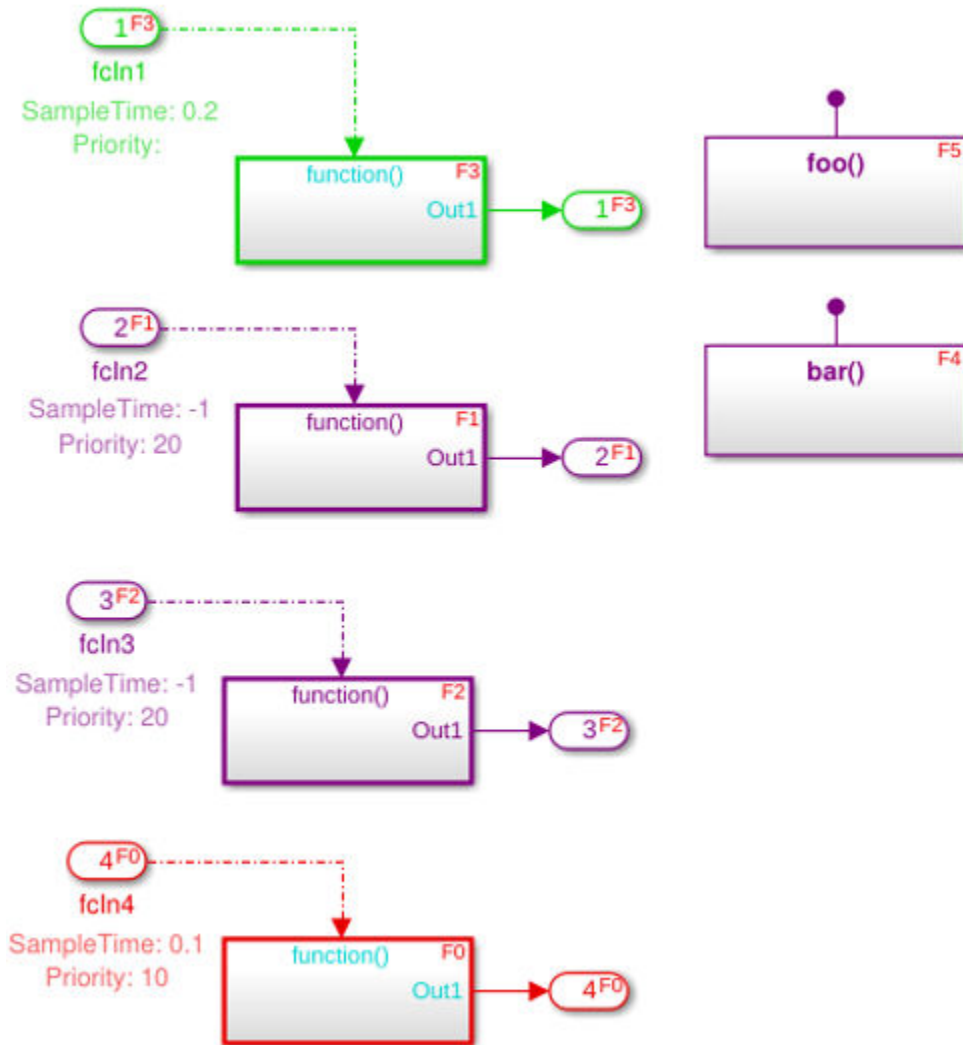 1F3
fcIn1
SampleTime: 0.2
Priority:
function()
F3
Out1
1F3
foo()
F5
2F1
fcIn2
SampleTime: -1
Priority: 20
function()
F1
Out1
2F1
bar()
F4
3F2
fcIn3
SampleTime: -1
Priority: 20
function()
F2
Out1
3F2
4F0
fcIn4
SampleTime: 0.1
Priority: 10
function()
F0
Out1
4F0